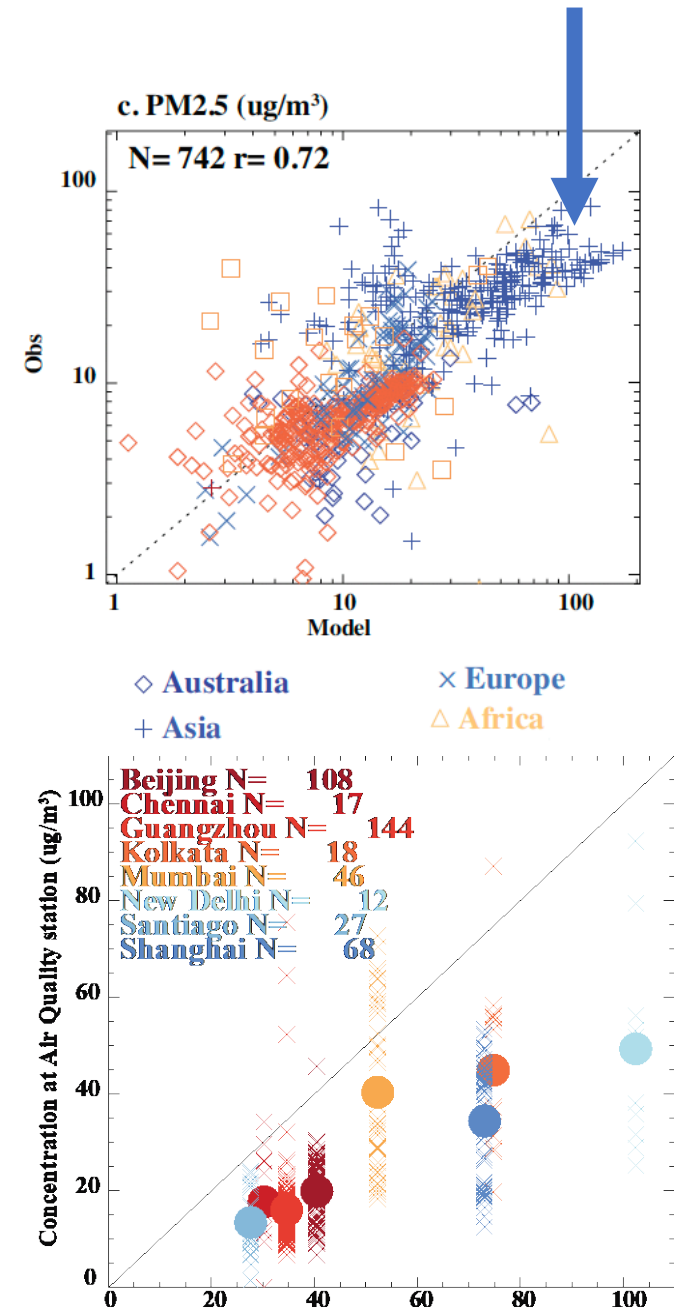 c. PM2.5 (ug/m³)
N= 742 r= 0.72
100
10
1
Obs
1 10 100
Model
◇ Australia × Europe
+ Asia △ Africa
Beijing N= 108
Chennai N= 17
Guangzhou N= 144
Kolkata N= 18
Mumbai N= 46
New Delhi N= 12
Santiago N= 27
Shanghai N= 68
100
80
60
40
20
0
Concentration at Air Quality station (ug/m³)
0 20 40 60 80 100